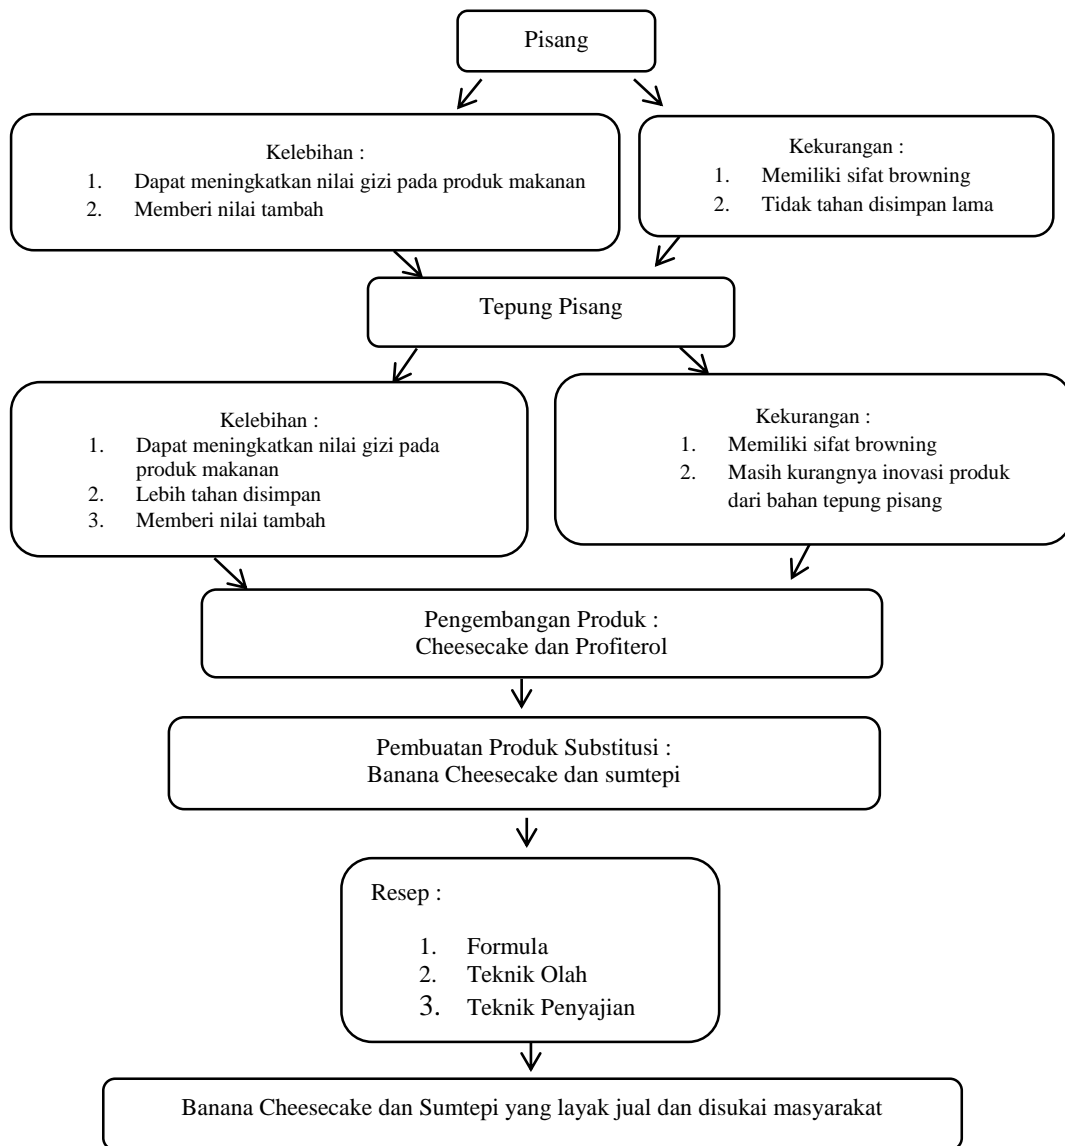 Pisang
Kelebihan :
1. Dapat meningkatkan nilai gizi pada produk makanan
2. Memberi nilai tambah
Kekurangan :
1. Memiliki sifat browning
2. Tidak tahan disimpan lama
Tepung Pisang
Kelebihan :
1. Dapat meningkatkan nilai gizi pada
produk makanan
2. Lebih tahan disimpan
3. Memberi nilai tambah
Kekurangan :
1. Memiliki sifat browning
2. Masih kurangnya inovasi produk
dari bahan tepung pisang
Pengembangan Produk :
Cheesecake dan Profiterol
Pembuatan Produk Substitusi :
Banana Cheesecake dan sumtepi
Resep :
1. Formula
2. Teknik Olah
3. Teknik Penyajian
Banana Cheesecake dan Sumtepi yang layak jual dan disukai masyarakat